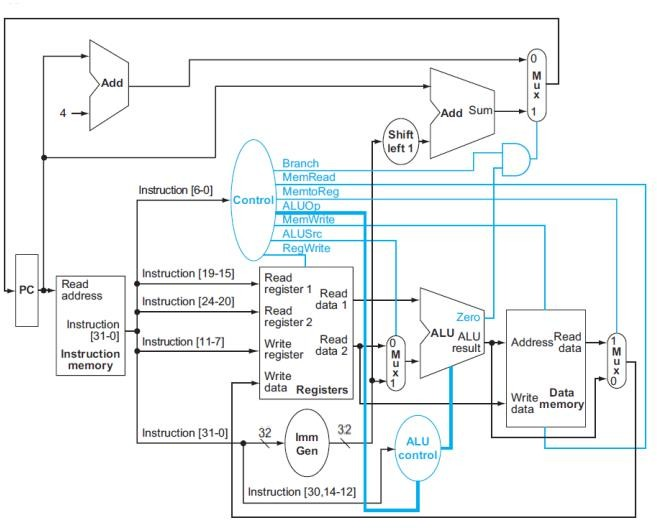 Add
4
Add Sum
0
M
u
x
1
Shift
left 1
Branch
MemRead
MemtoReg
ALUOp
MemWrite
ALUSrc
RegWrite
Control
Instruction [6-0]
PC
Read
address
Instruction
[31-0]
Instruction
memory
Instruction [19-15]
Instruction [24-20]
Instruction [11-7]
Read
register 1
Read
data 1
Read
register 2
Write
register
Read
data 2
Write
data
Registers
0
M
u
x
1
Zero
ALU
ALU
result
Address
Read
data
Write
data
Data
memory
1
M
u
x
0
Instruction [31-0]
32
Imm
Gen
32
ALU
control
Instruction [30,14-12]